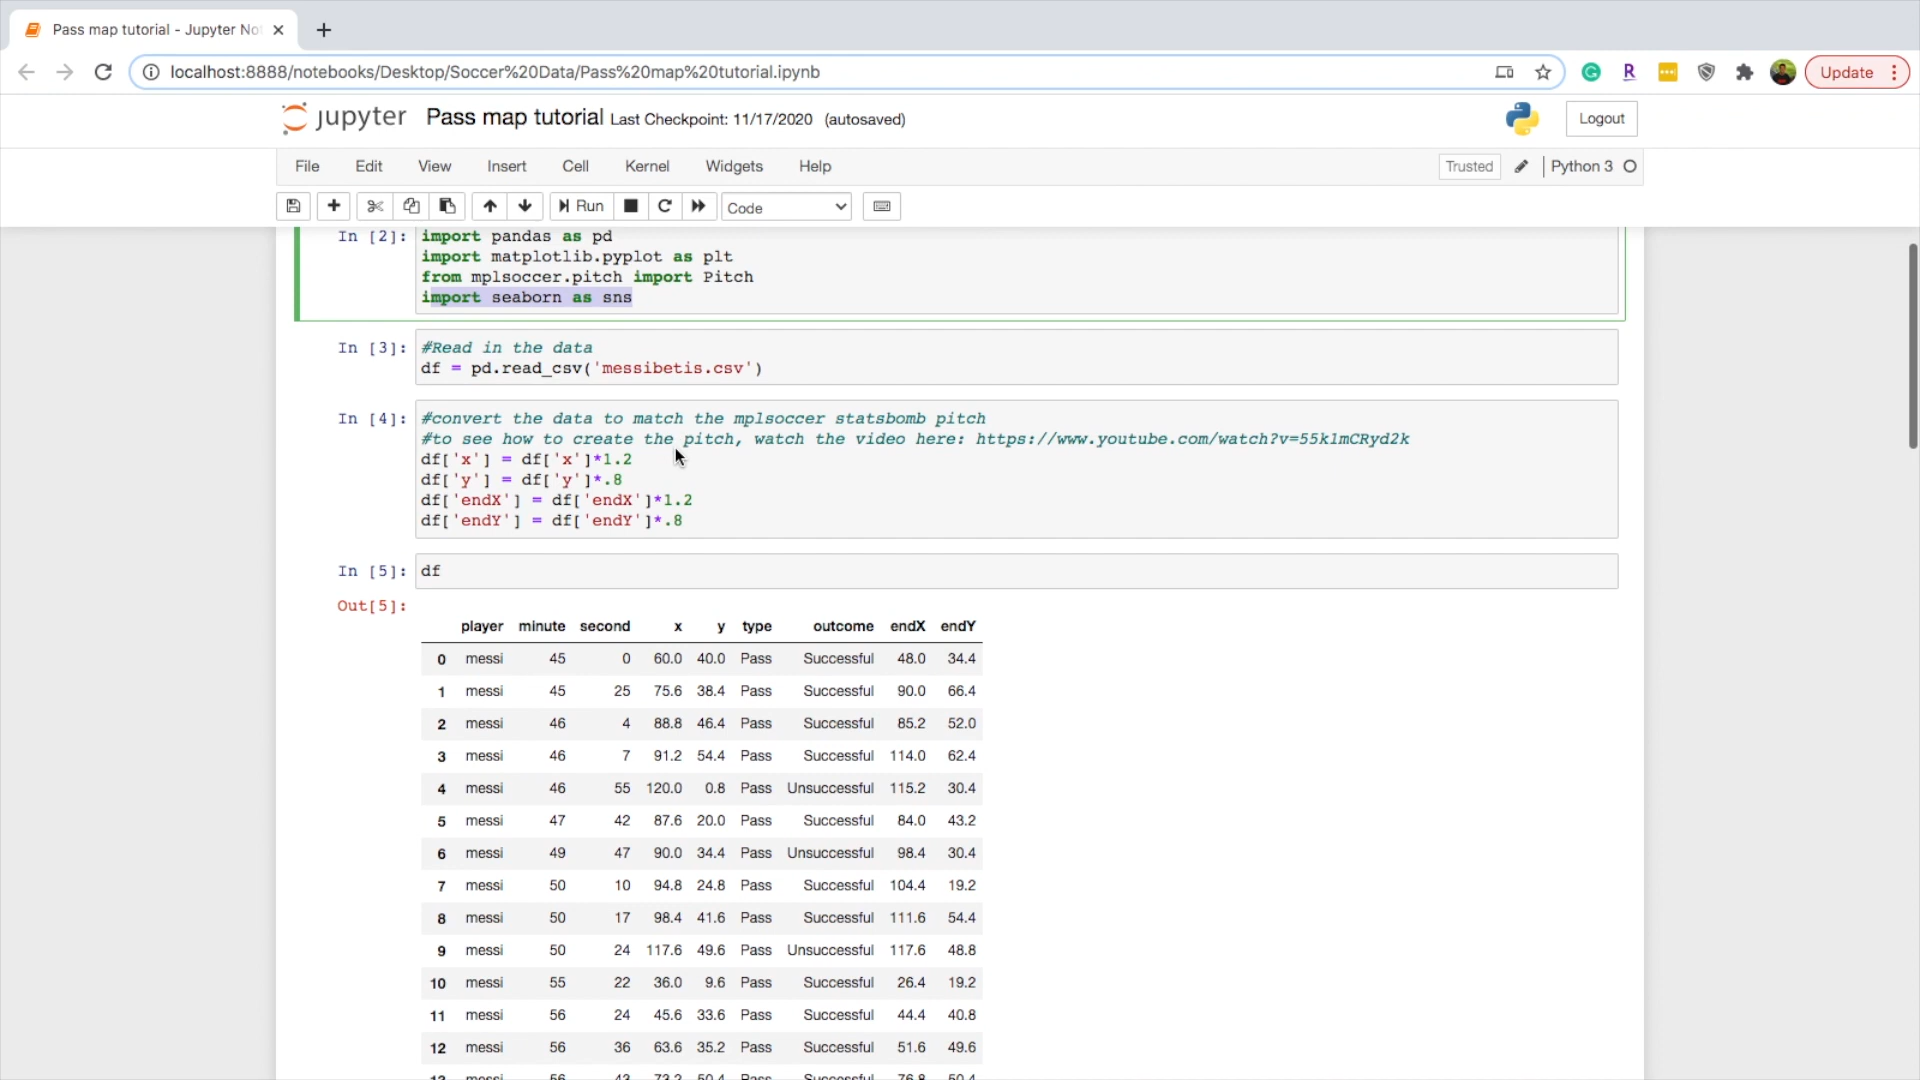 Pass map tutorial - Jupyter Not
localhost:8888/notebooks/Desktop/Soccer%20Data/Pass%20map%20tutorial.ipynb
R
Update
jupyter Pass map tutorial Last Checkpoint: 11/17/2020 (autosaved)
Logout
File Edit View Insert Cell Kernel Widgets Help
Trusted
Python 3
Run
Code
In [2]: import pandas as pd
import matplotlib.pyplot as plt
from mplsoccer.pitch import Pitch
import seaborn as sns
In [3]: #Read in the data
df = pd.read_csv('messibetis.csv')
In [4]: #convert the data to match the mplsoccer statsbomb pitch
#to see how to create the pitch, watch the video here: https://www.youtube.com/watch?v=55k1mCRyd2k
df['x'] = df['x']*1.2
df['y'] = df['y']*.8
df['endX'] = df['endX']*1.2
df['endY'] = df['endY']*.8
In [5]: df
Out[5]:
player minute second x y type outcome endX endY
0 messi 45 0 60.0 40.0 Pass Successful 48.0 34.4
1 messi 45 25 75.6 38.4 Pass Successful 90.0 66.4
2 messi 46 4 88.8 46.4 Pass Successful 85.2 52.0
3 messi 46 7 91.2 54.4 Pass Successful 114.0 62.4
4 messi 46 55 120.0 0.8 Pass Unsuccessful 115.2 30.4
5 messi 47 42 87.6 20.0 Pass Successful 84.0 43.2
6 messi 49 47 90.0 34.4 Pass Unsuccessful 98.4 30.4
7 messi 50 10 94.8 24.8 Pass Successful 104.4 19.2
8 messi 50 17 98.4 41.6 Pass Successful 111.6 54.4
9 messi 50 24 117.6 49.6 Pass Unsuccessful 117.6 48.8
10 messi 55 22 36.0 9.6 Pass Successful 26.4 19.2
11 messi 56 24 45.6 33.6 Pass Successful 44.4 40.8
12 messi 56 36 63.6 35.2 Pass Successful 51.6 49.6
13 messi 56 43 73.2 50.4 Pass Successful 76.8 50.4